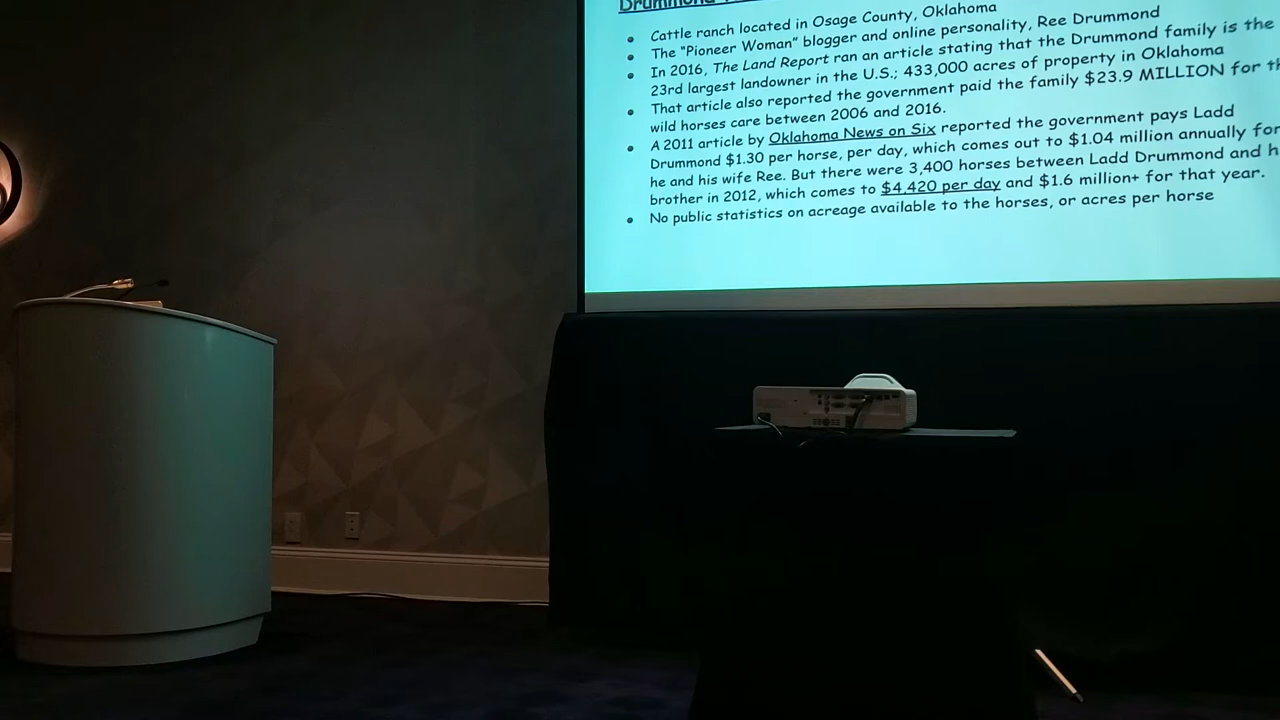 Drummond
Cattle ranch located in Osage County, Oklahoma
The "Pioneer Woman" blogger and online personality, Ree Drummond
In 2016, The Land Report ran an article stating that the Drummond family is the
23rd largest landowner in the U.S.; 433,000 acres of property in Oklahoma
That article also reported the government paid the family $23.9 MILLION for th
wild horses care between 2006 and 2016.
A 2011 article by Oklahoma News on Six reported the government pays Ladd
Drummond $1.30 per horse, per day, which comes out to $1.04 million annually for
he and his wife Ree. But there were 3,400 horses between Ladd Drummond and h
brother in 2012, which comes to $4,420 per day and $1.6 million+ for that year.
No public statistics on acreage available to the horses, or acres per horse